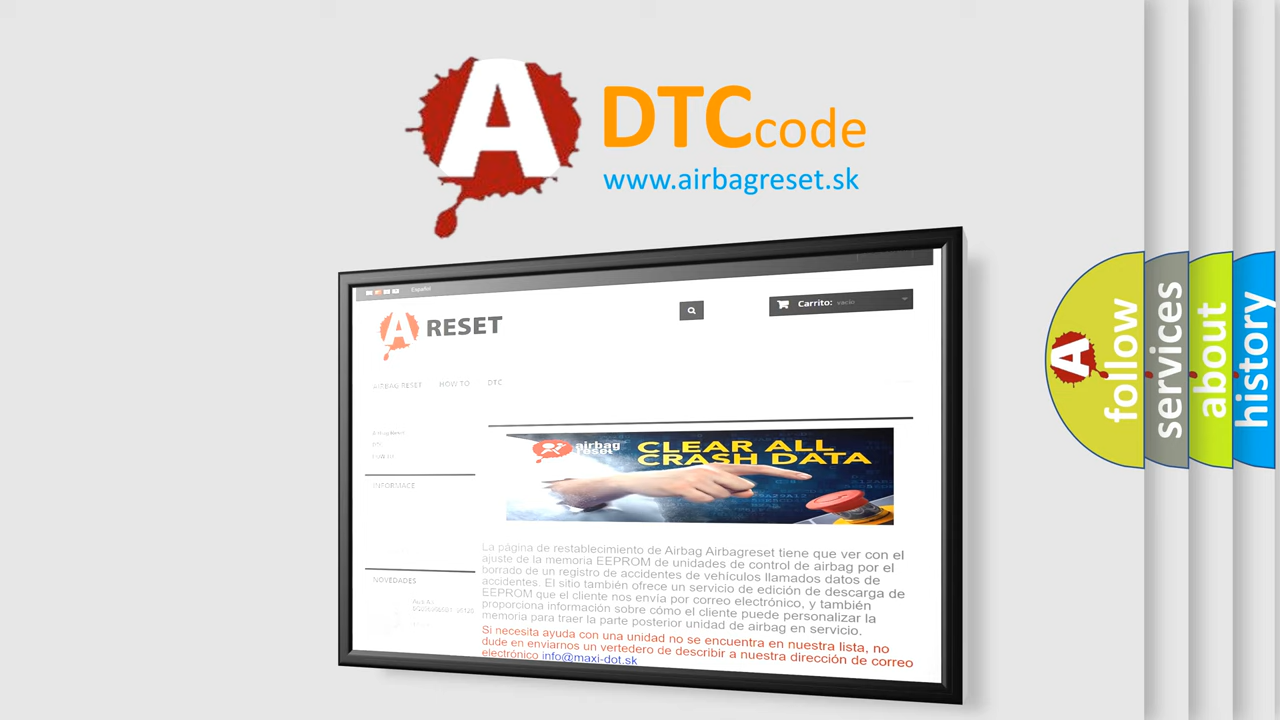 A
DTCcode
www.airbagreset.sk
Español
A RESET
Carrito: vacío
AIRBAG RESET HOW TO DTC
INFORMACE
NOVEDADES
airbag
reset
CLEAR ALL
CRASH DATA
La página de restablecimiento de Airbag Airbagreset tiene que ver con el
ajuste de la memoria EEPROM de unidades de control de airbag por el
borrado de un registro de accidentes de vehículos llamados datos de
accidentes. El sitio también ofrece un servicio de edición de descarga de
EEPROM que el cliente nos envía por correo electrónico, y también
proporciona información sobre cómo el cliente puede personalizar la
memoria para traer la parte posterior unidad de airbag en servicio.
Si necesita ayuda con una unidad no se encuentra en nuestra lista, no
dude en enviarnos un vertedero de describir a nuestra dirección de correo
electrónico info@maxi-dot.sk
A
follow
services
about
history